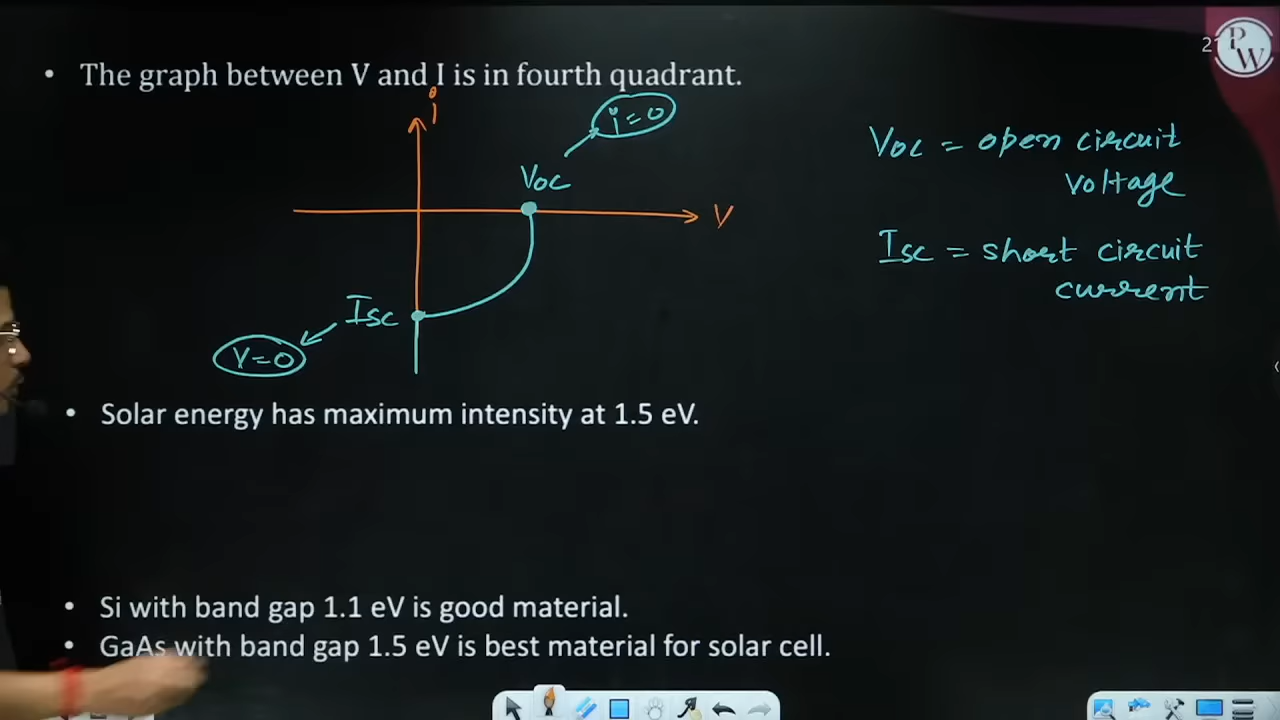 21
PW
• The graph between V and I is in fourth quadrant.
i
i = 0
Voc
V
Voc = open circuit
voltage
Isc = short circuit
current
Isc
V=0
• Solar energy has maximum intensity at 1.5 eV.
• Si with band gap 1.1 eV is good material.
• GaAs with band gap 1.5 eV is best material for solar cell.